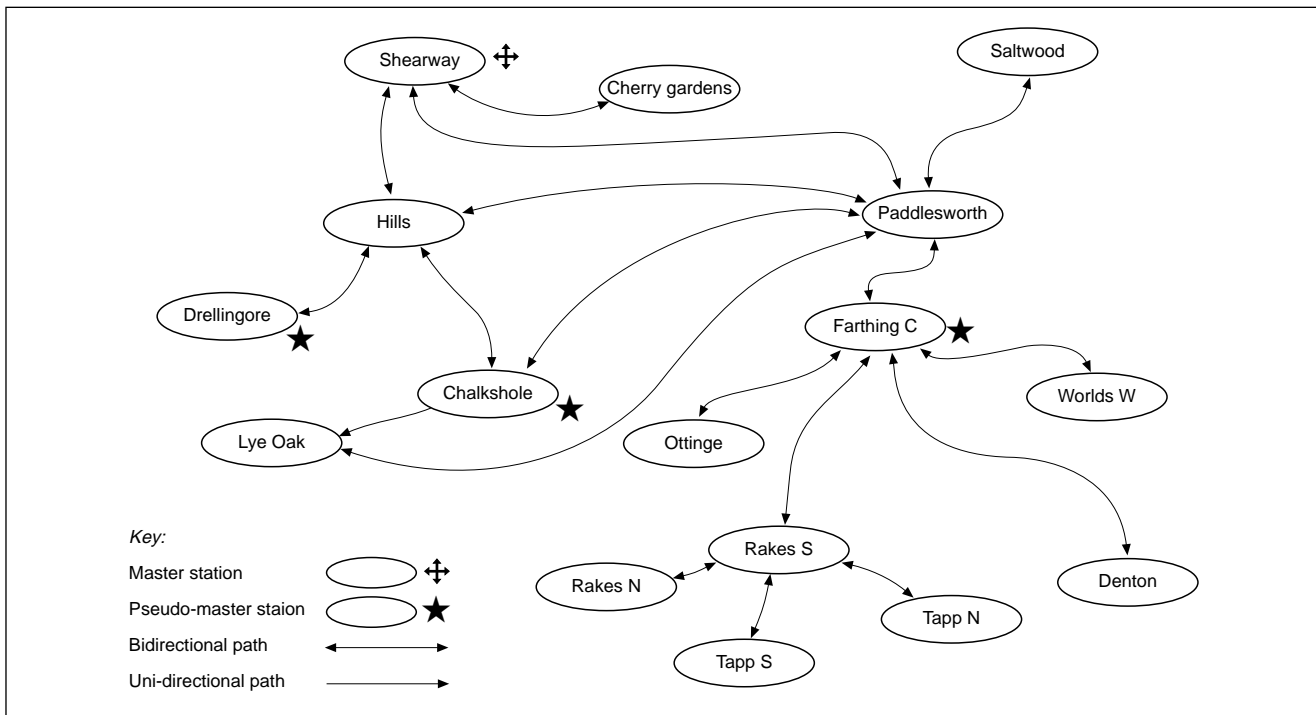 Shearway
Saltwood
Cherry gardens
Hills
Paddlesworth
Drellingore
Farthing C
Chalkshole
Worlds W
Lye Oak
Ottinge
Key:
Master station
Pseudo-master staion
Bidirectional path
Uni-directional path
Rakes S
Rakes N
Denton
Tapp N
Tapp S